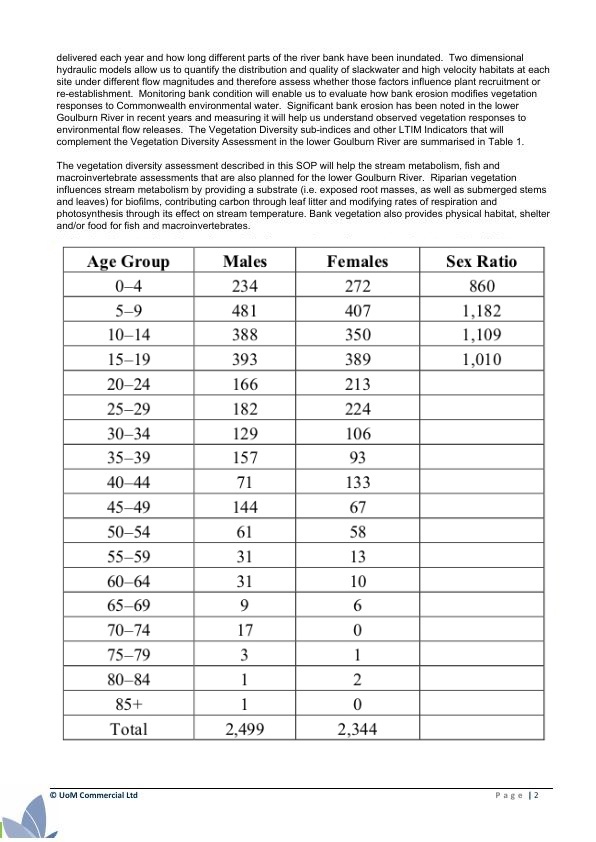 delivered each year and how long different parts of the river bank have been inundated.  Two dimensional
hydraulic models allow us to quantify the distribution and quality of slackwater and high velocity habitats at each
site under different flow magnitudes and therefore assess whether those factors influence plant recruitment or
re-establishment.  Monitoring bank condition will enable us to evaluate how bank erosion modifies vegetation
responses to Commonwealth environmental water.  Significant bank erosion has been noted in the lower
Goulburn River in recent years and measuring it will help us understand observed vegetation responses to
environmental flow releases.  The Vegetation Diversity sub-indices and other LTIM Indicators that will
complement the Vegetation Diversity Assessment in the lower Goulburn River are summarised in Table 1.
The vegetation diversity assessment described in this SOP will help the stream metabolism, fish and
macroinvertebrate assessments that are also planned for the lower Goulburn River.  Riparian vegetation
influences stream metabolism by providing a substrate (i.e. exposed root masses, as well as submerged stems
and leaves) for biofilms, contributing carbon through leaf litter and modifying rates of respiration and
photosynthesis through its effect on stream temperature. Bank vegetation also provides physical habitat, shelter
and/or food for fish and macroinvertebrates.
Age Group Males Females Sex Ratio
0–4 234 272 860
5–9 481 407 1,182
10–14 388 350 1,109
15–19 393 389 1,010
20–24 166 213
25–29 182 224
30–34 129 106
35–39 157 93
40–44 71 133
45–49 144 67
50–54 61 58
55–59 31 13
60–64 31 10
65–69 9 6
70–74 17 0
75–79 3 1
80–84 1 2
85+ 1 0
Total 2,499 2,344
© UoM Commercial Ltd Page | 2